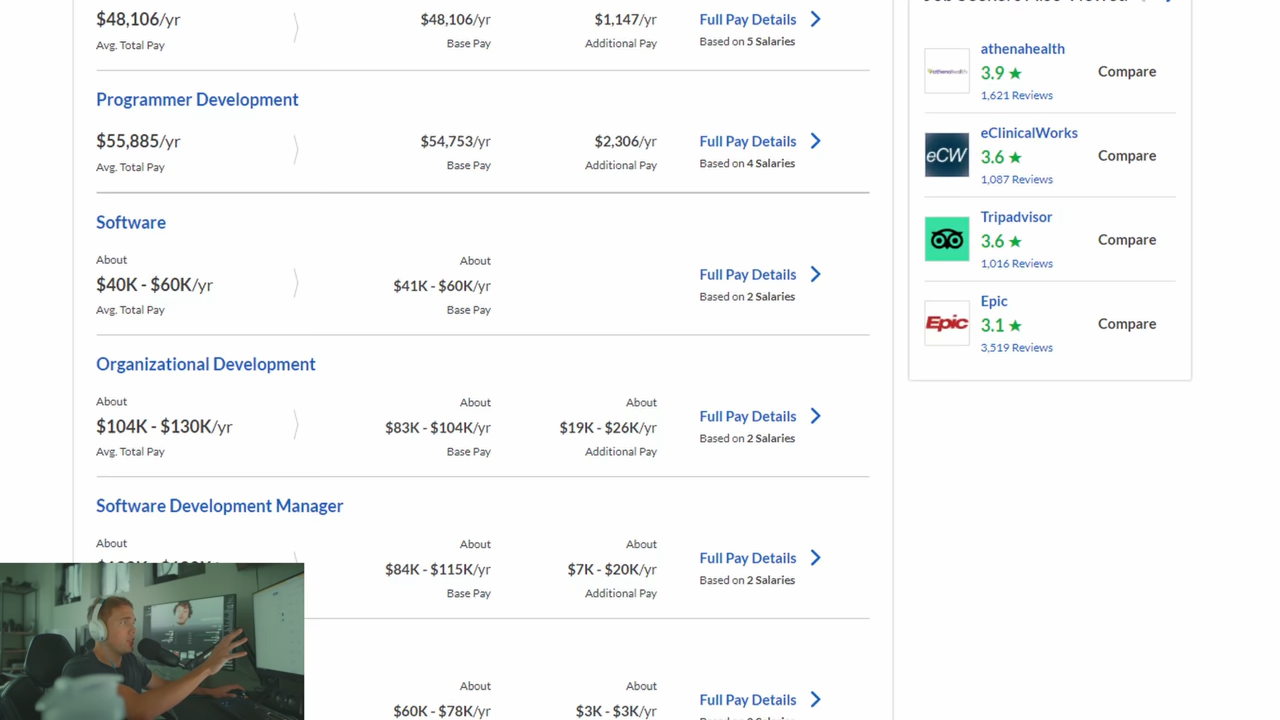 Job Seekers Also Viewed
$48,106/yr
$48,106/yr
$1,147/yr
Full Pay Details
Avg. Total Pay
Base Pay
Additional Pay
Based on 5 Salaries
Programmer Development
$55,885/yr
$54,753/yr
$2,306/yr
Full Pay Details
Avg. Total Pay
Base Pay
Additional Pay
Based on 4 Salaries
Software
About
About
$40K - $60K/yr
$41K - $60K/yr
Full Pay Details
Avg. Total Pay
Base Pay
Based on 2 Salaries
Organizational Development
About
About
About
$104K - $130K/yr
$83K - $104K/yr
$19K - $26K/yr
Full Pay Details
Avg. Total Pay
Base Pay
Additional Pay
Based on 2 Salaries
Software Development Manager
About
About
About
$84K - $115K/yr
$7K - $20K/yr
Full Pay Details
Base Pay
Additional Pay
Based on 2 Salaries
About
About
$60K - $78K/yr
$3K - $3K/yr
Full Pay Details
athenahealth
athenahealth
3.9 ★
Compare
1,621 Reviews
eCW
eClinicalWorks
3.6 ★
Compare
1,087 Reviews
Tripadvisor
3.6 ★
Compare
1,016 Reviews
Epic
Epic
3.1 ★
Compare
3,519 Reviews